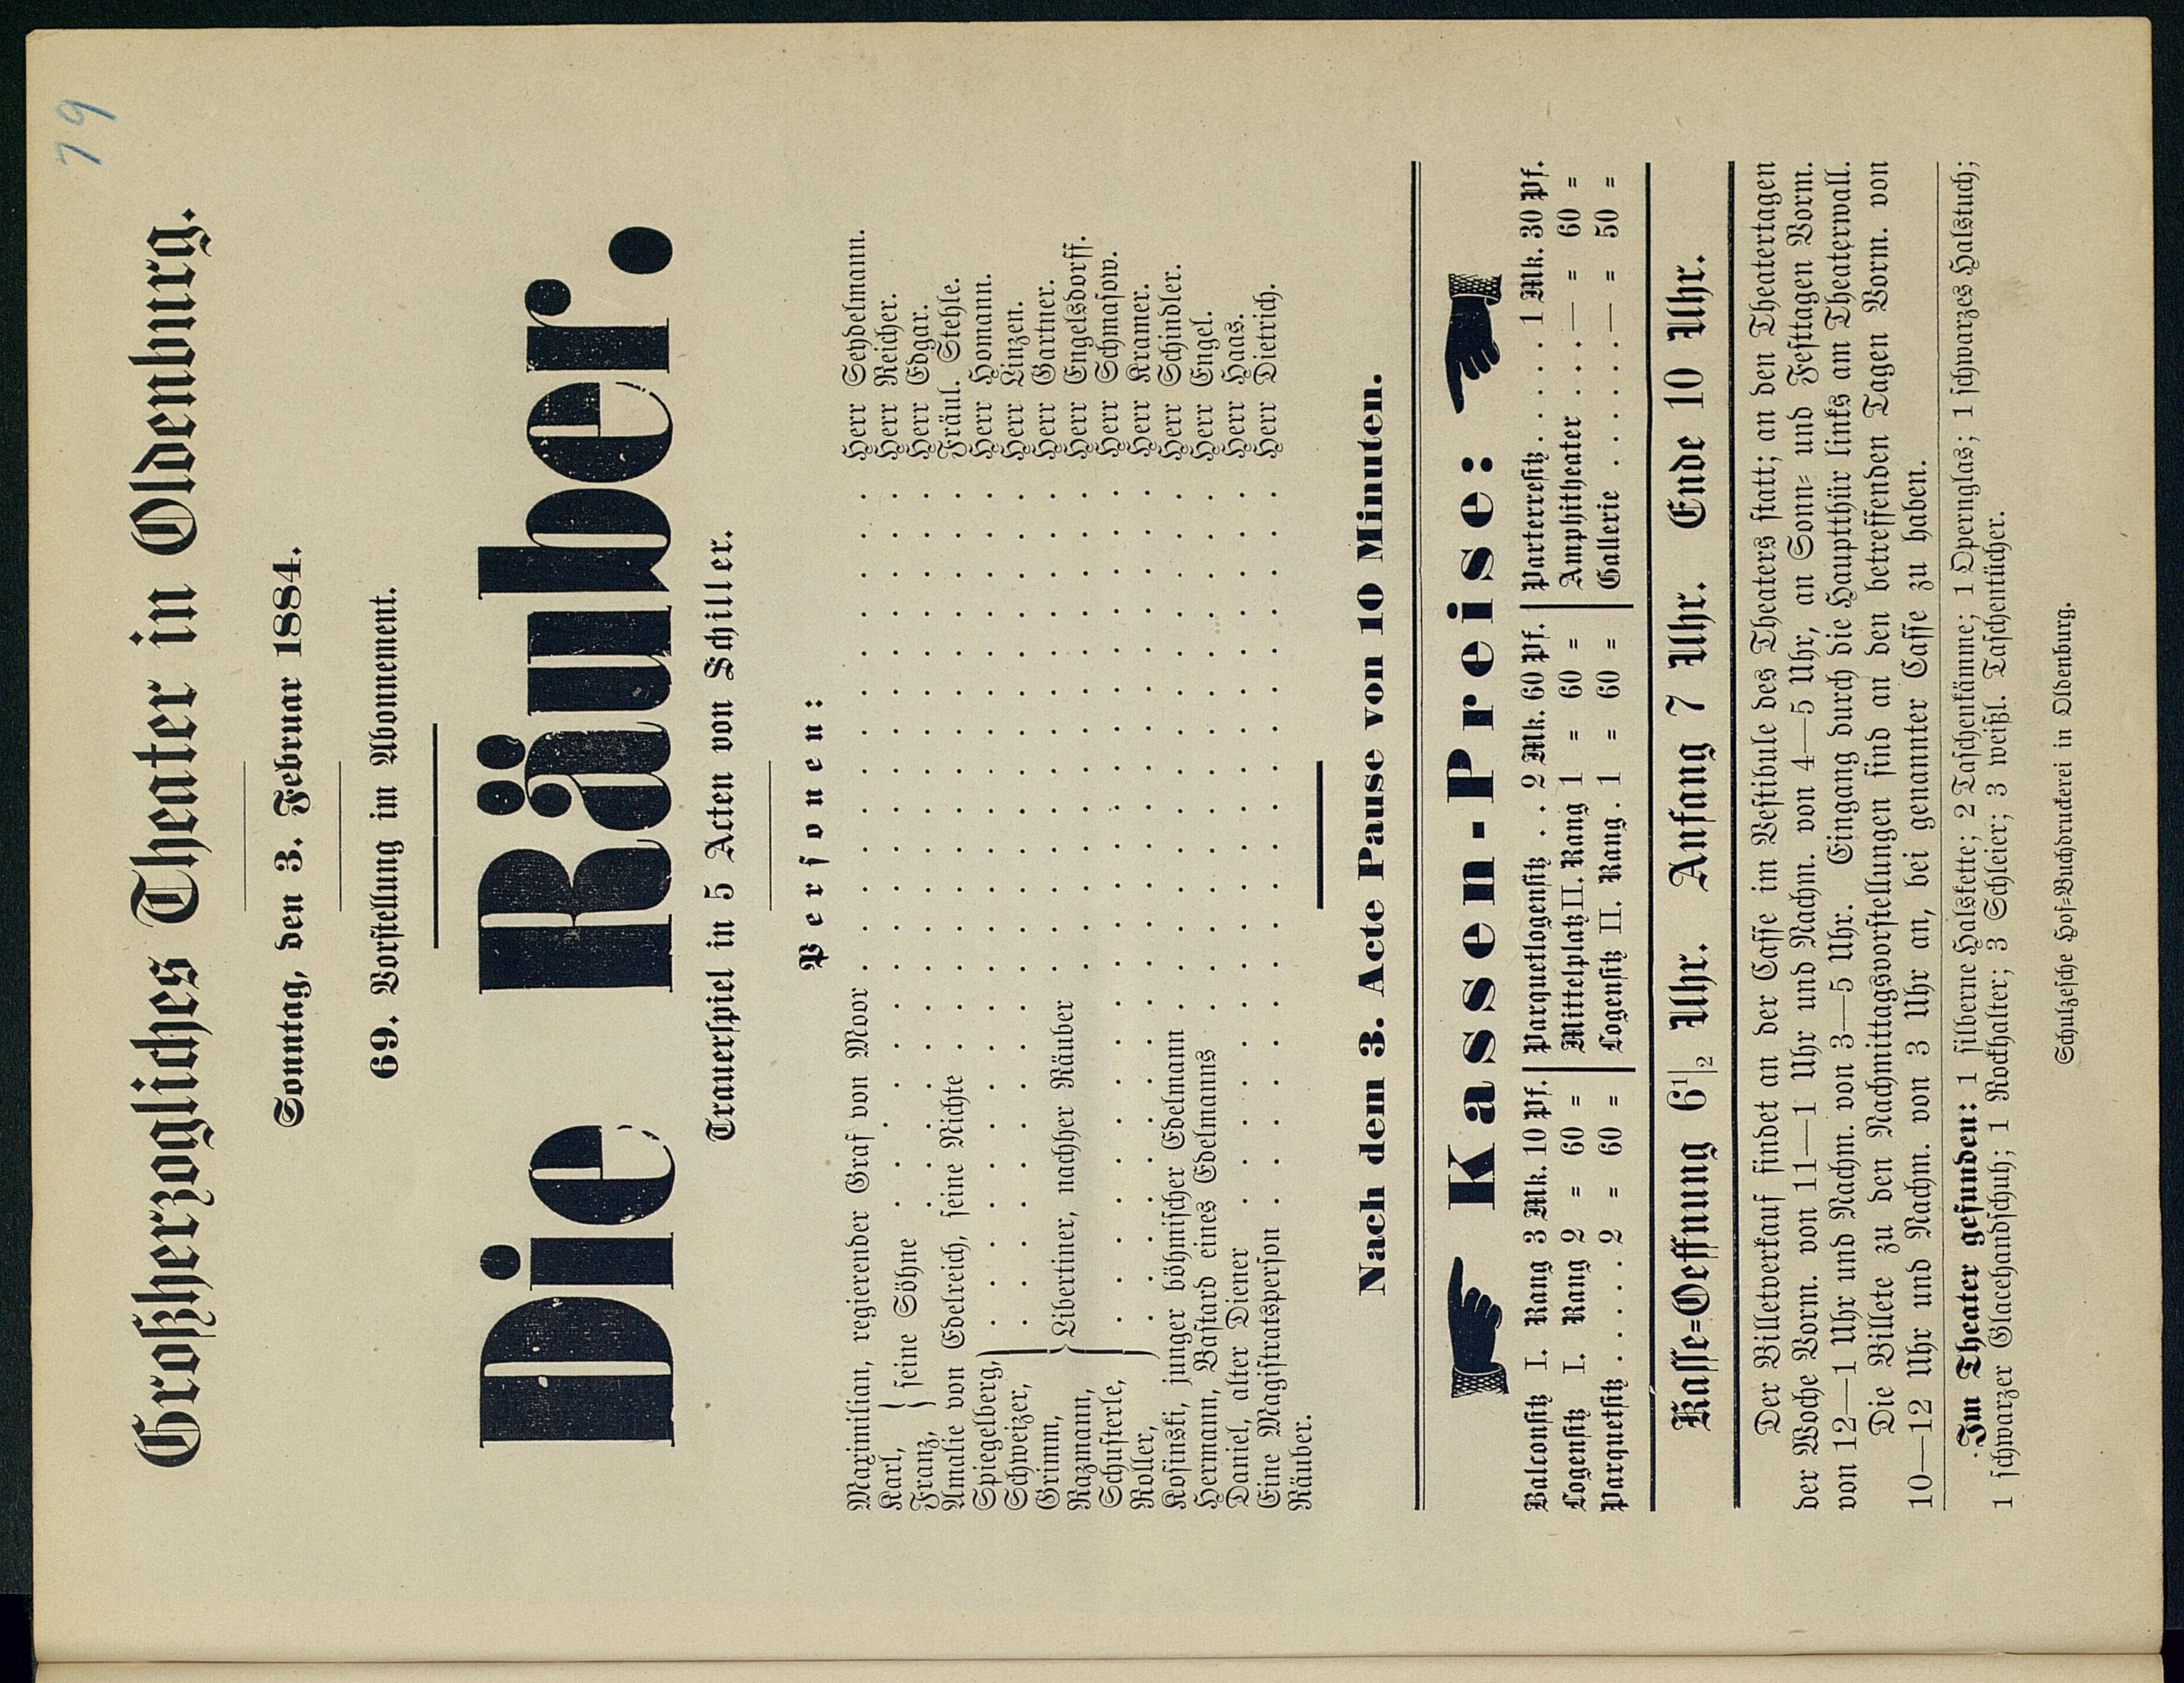 79
Großherzogliches Theater in Oldenburg.
Sonntag, den 3. Februar 1884.
69. Vorstellung im Abonnement.
Die Räuber.
Trauerspiel in 5 Acten von Schiller.
Personen:
Maximilian, regierender Graf von Moor . . . . . . . . . . . . . Herr Seydelmann.
Karl, } seine Söhne . . . . . . . . . . . . . Herr Reicher.
Franz, . . . . . . . . . . . . . Herr Edgar.
Amalie von Edelreich, seine Nichte . . . . . . . . . . . . . Fräul. Stehle.
Spiegelberg, . . . . . . . . . . . . . Herr Homann.
Schweizer, . . . . . . . . . . . . . Herr Linzen.
Grimm, } Libertiner, nachher Räuber . . . . . . . . . . . . . Herr Gartner.
Razmann, . . . . . . . . . . . . . Herr Engelsdorff.
Schufterle, . . . . . . . . . . . . . Herr Schmasow.
Roller, . . . . . . . . . . . . . Herr Kramer.
Kosinski, junger böhmischer Edelmann . . . . . . . . . . . . . Herr Schindler.
Hermann, Bastard eines Edelmanns . . . . . . . . . . . . . Herr Engel.
Daniel, alter Diener . . . . . . . . . . . . . Herr Haas.
Eine Magistratsperson . . . . . . . . . . . . . Herr Dietrich.
Räuber.
Nach dem 3. Acte Pause von 10 Minuten.
Kassen-Preise:
Balconsitz I. Rang 3 Mk. 10 Pf. | Parquetlogensitz . . 2 Mk. 60 Pf. | Parterresitz . . . . . 1 Mk. 30 Pf.
Logensitz I. Rang 2 = 60 = | Mittelplatz II. Rang 1 = 60 = | Amphitheater . . . . — = 60 =
Parquetsitz . . . . . 2 = 60 = | Logensitz II. Rang . 1 = 60 = | Gallerie . . . . . . — = 50 =
Kasse=Oeffnung 6 1/2 Uhr. Anfang 7 Uhr. Ende 10 Uhr.
Der Billetverkauf findet an der Casse im Vestibule des Theaters statt; an den Theatertagen
der Woche Vorm. von 11—1 Uhr und Nachm. von 4—5 Uhr, an Sonn= und Festtagen Vorm.
von 12—1 Uhr und Nachm. von 3—5 Uhr. Eingang durch die Hauptthür links am Theaterwall.
Die Billete zu den Nachmittagsvorstellungen sind an den betreffenden Tagen Vorm. von
10—12 Uhr und Nachm. von 3 Uhr an, bei genannter Casse zu haben.
Im Theater gefunden: 1 silberne Halskette; 2 Taschenkämme; 1 Opernglas; 1 schwarzes Halstuch;
1 schwarzer Glacehandschuh; 1 Rockhalter; 3 Schleier; 3 weißl. Taschentücher.
Schulzesche Hof=Buchdruckerei in Oldenburg.